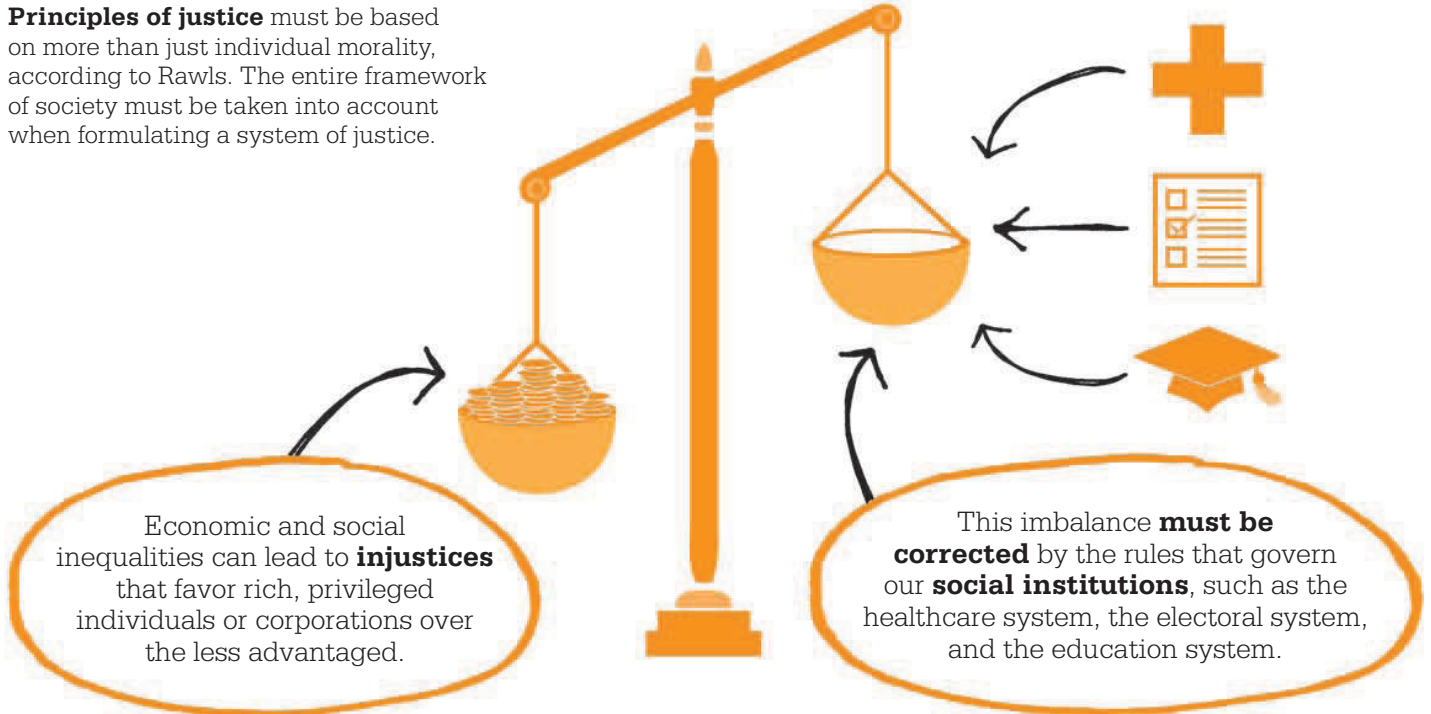 Principles of justice must be based
on more than just individual morality,
according to Rawls. The entire framework
of society must be taken into account
when formulating a system of justice.
Economic and social
inequalities can lead to injustices
that favor rich, privileged
individuals or corporations over
the less advantaged.
This imbalance must be
corrected by the rules that govern
our social institutions, such as the
healthcare system, the electoral system,
and the education system.